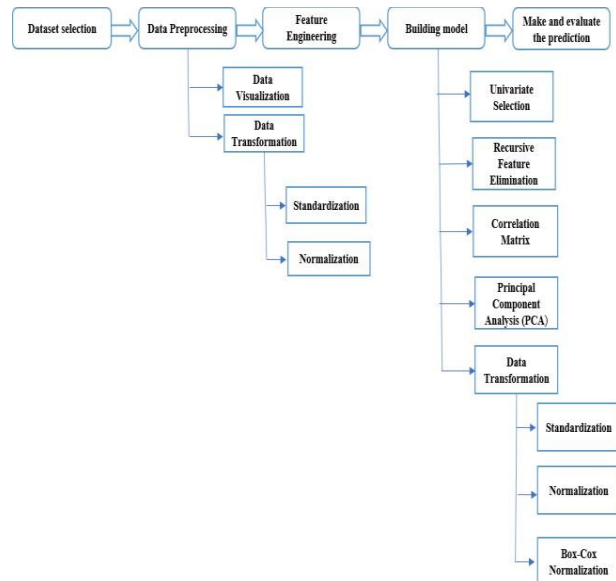 Dataset selection
Data Preprocessing
Feature
Engineering
Building model
Make and evaluate
the prediction
Data
Visualization
Data
Transformation
Standardization
Normalization
Univariate
Selection
Recursive
Feature
Elimination
Correlation
Matrix
Principal
Component
Analysis (PCA)
Data
Transformation
Standardization
Normalization
Box-Cox
Normalization